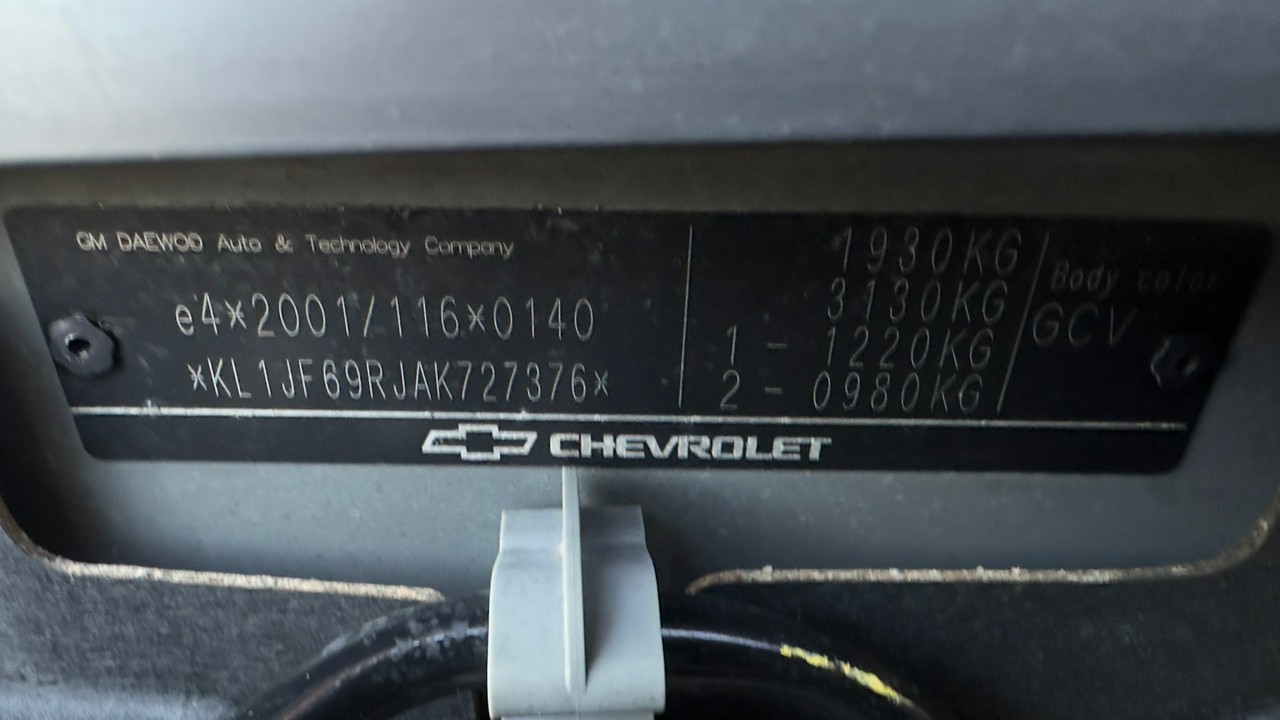 GM DAEWOO Auto & Technology Company
e4*2001/116*0140
*KL1JF69RJAK727376*
1930KG
3130KG
1 - 1220KG
2 - 0980KG
Body color
GCV
CHEVROLET